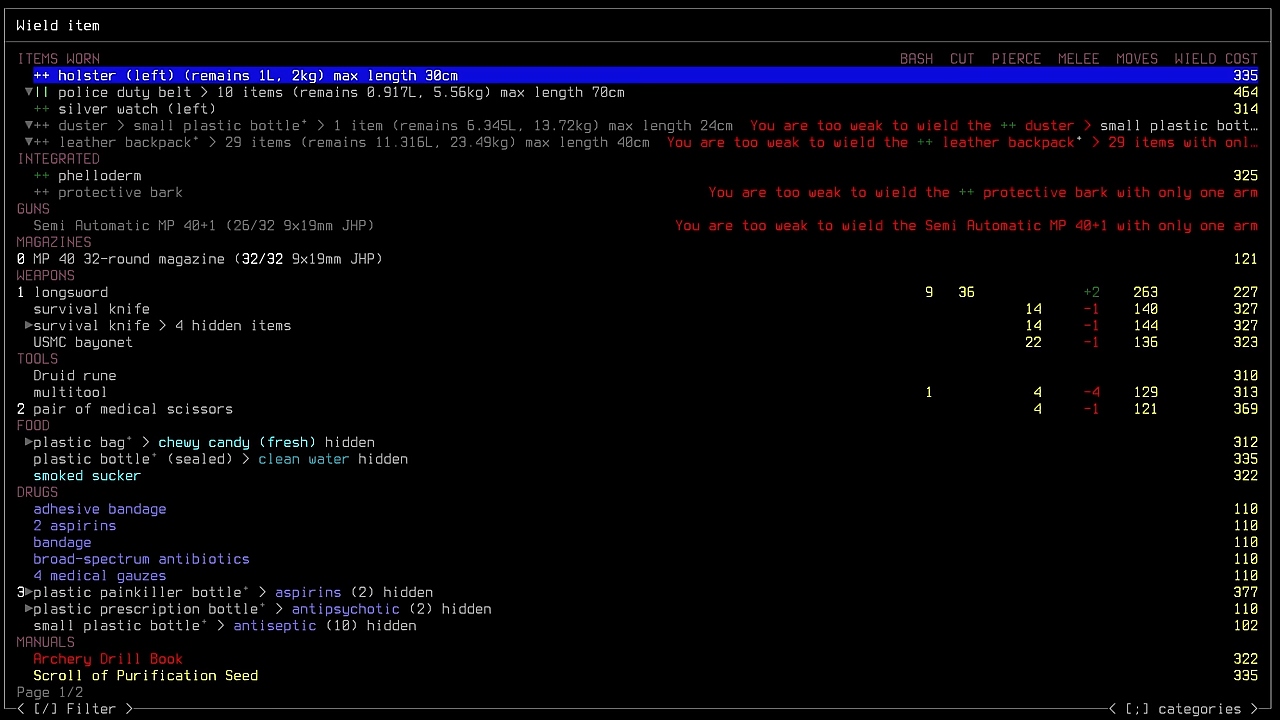 Wield item
ITEMS WORN BASH CUT PIERCE MELEE MOVES WIELD COST
++ holster (left) (remains 1L, 2kg) max length 30cm 335
▼|| police duty belt > 10 items (remains 0.917L, 5.56kg) max length 70cm 464
++ silver watch (left) 314
▼++ duster > small plastic bottle⁺ > 1 item (remains 6.345L, 13.72kg) max length 24cm You are too weak to wield the ++ duster > small plastic bott…
▼++ leather backpack⁺ > 29 items (remains 11.316L, 23.49kg) max length 40cm You are too weak to wield the ++ leather backpack⁺ > 29 items with onl…
INTEGRATED
++ phelloderm 325
++ protective bark You are too weak to wield the ++ protective bark with only one arm
GUNS
Semi Automatic MP 40+1 (26/32 9x19mm JHP) You are too weak to wield the Semi Automatic MP 40+1 with only one arm
MAGAZINES
0 MP 40 32-round magazine (32/32 9x19mm JHP) 121
WEAPONS
1 longsword 9 36 +2 263 227
survival knife 14 -1 140 327
▶survival knife > 4 hidden items 14 -1 144 327
USMC bayonet 22 -1 136 323
TOOLS
Druid rune 310
multitool 1 4 -4 129 313
2 pair of medical scissors 4 -1 121 369
FOOD
▶plastic bag⁺ > chewy candy (fresh) hidden 312
plastic bottle⁺ (sealed) > clean water hidden 335
smoked sucker 322
DRUGS
adhesive bandage 110
2 aspirins 110
bandage 110
broad-spectrum antibiotics 110
4 medical gauzes 110
3▶plastic painkiller bottle⁺ > aspirins (2) hidden 377
▶plastic prescription bottle⁺ > antipsychotic (2) hidden 110
small plastic bottle⁺ > antiseptic (10) hidden 102
MANUALS
Archery Drill Book 322
Scroll of Purification Seed 335
Page 1/2
< [/] Filter > < [;] categories >